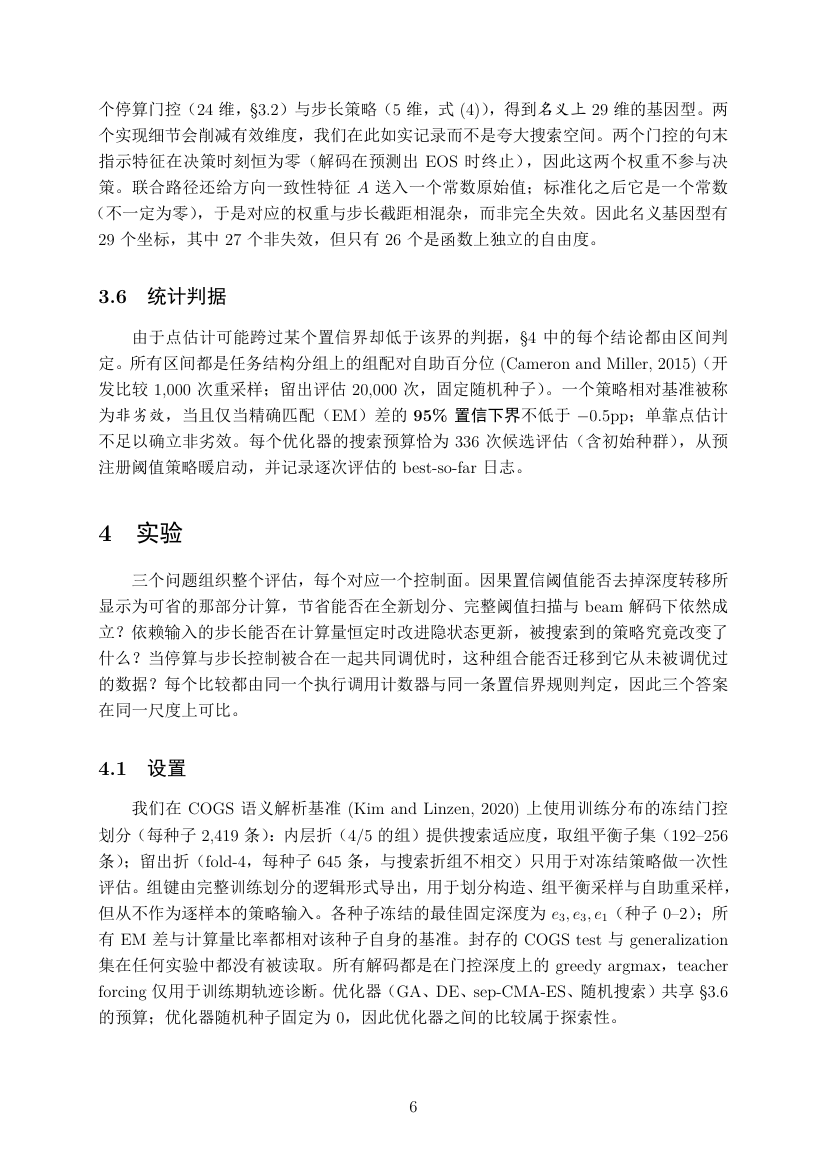 个停算门控（24 维，§3.2）与步长策略（5 维，式 (4)），得到名义上 29 维的基因型。两
个实现细节会削减有效维度，我们在此如实记录而不是夸大搜索空间。两个门控的句末
指示特征在决策时刻恒为零（解码在预测出 EOS 时终止），因此这两个权重不参与决
策。联合路径还给方向一致性特征 A 送入一个常数原始值；标准化之后它是一个常数
（不一定为零），于是对应的权重与步长截距相混杂，而非完全失效。因此名义基因型有
29 个坐标，其中 27 个非失效，但只有 26 个是函数上独立的自由度。
3.6 统计判据
由于点估计可能跨过某个置信界却低于该界的判据，§4 中的每个结论都由区间判
定。所有区间都是任务结构分组上的组配对自助百分位 (Cameron and Miller, 2015)（开
发比较 1,000 次重采样；留出评估 20,000 次，固定随机种子）。一个策略相对基准被称
为非劣效，当且仅当精确匹配（EM）差的 95% 置信下界不低于 −0.5pp；单靠点估计
不足以确立非劣效。每个优化器的搜索预算恰为 336 次候选评估（含初始种群），从预
注册阈值策略暖启动，并记录逐次评估的 best-so-far 日志。
4 实验
三个问题组织整个评估，每个对应一个控制面。因果置信阈值能否去掉深度转移所
显示为可省的那部分计算，节省能否在全新划分、完整阈值扫描与 beam 解码下依然成
立？依赖输入的步长能否在计算量恒定时改进隐状态更新，被搜索到的策略究竟改变了
什么？当停算与步长控制被合在一起共同调优时，这种组合能否迁移到它从未被调优过
的数据？每个比较都由同一个执行调用计数器与同一条置信界规则判定，因此三个答案
在同一尺度上可比。
4.1 设置
我们在 COGS 语义解析基准 (Kim and Linzen, 2020) 上使用训练分布的冻结门控
划分（每种子 2,419 条）：内层折（4/5 的组）提供搜索适应度，取组平衡子集（192–256
条）；留出折（fold-4，每种子 645 条，与搜索折组不相交）只用于对冻结策略做一次性
评估。组键由完整训练划分的逻辑形式导出，用于划分构造、组平衡采样与自助重采样，
但从不作为逐样本的策略输入。各种子冻结的最佳固定深度为 e₃, e₃, e₁（种子 0–2）；所
有 EM 差与计算量比率都相对该种子自身的基准。封存的 COGS test 与 generalization
集在任何实验中都没有被读取。所有解码都是在门控深度上的 greedy argmax，teacher
forcing 仅用于训练期轨迹诊断。优化器（GA、DE、sep-CMA-ES、随机搜索）共享 §3.6
的预算；优化器随机种子固定为 0，因此优化器之间的比较属于探索性。
6